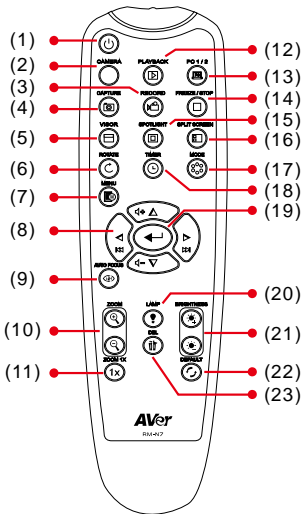 (1)
(2)
(3)
(4)
(5)
(6)
(7)
(8)
(9)
(10)
(11)
CAMERA PLAYBACK PC 1 / 2
CAPTURE RECORD FREEZE / STOP
VISOR SPOTLIGHT SPLIT SCREEN
ROTATE TIMER MODE
MENU
AUTO FOCUS
ZOOM LAMP BRIGHTNESS
DEL
ZOOM 1X DEFAULT
1x
AVer
RM-N7
(12)
(13)
(14)
(15)
(16)
(17)
(18)
(19)
(20)
(21)
(22)
(23)